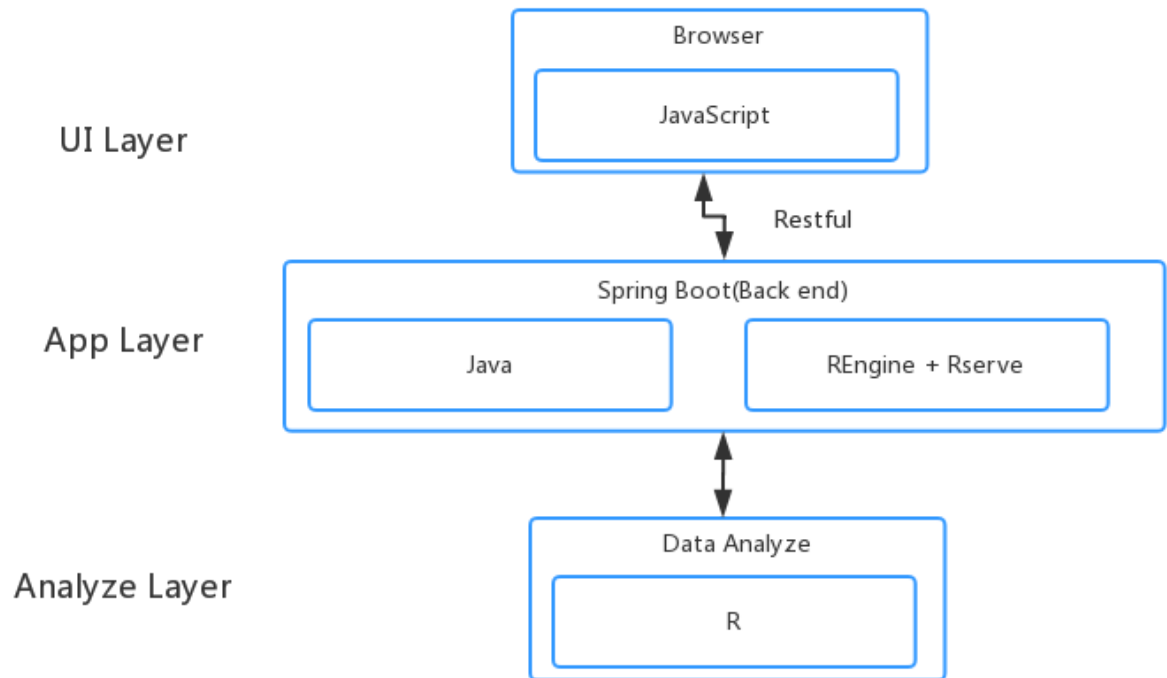 Browser
JavaScript
UI Layer
Restful
Spring Boot(Back end)
App Layer
Java
REngine + Rserve
Data Analyze
Analyze Layer
R